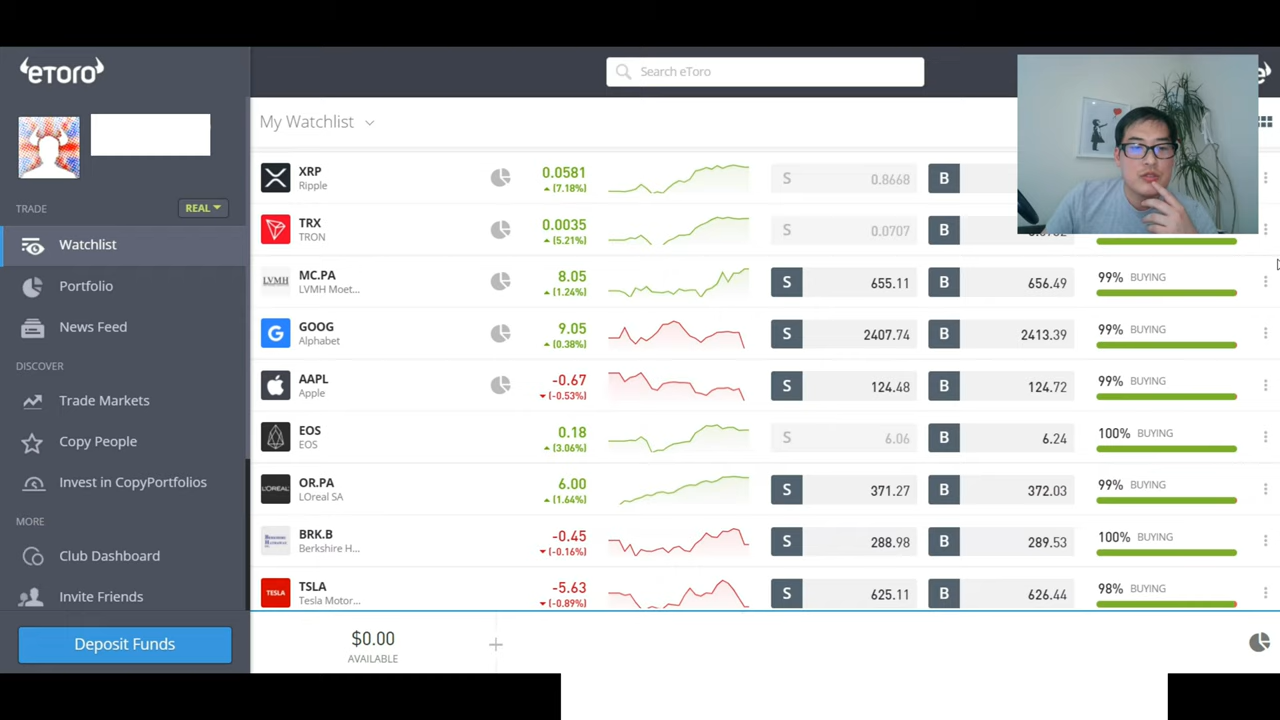 eToro
Search eToro
e
My Watchlist
TRADE
REAL
Watchlist
Portfolio
News Feed
DISCOVER
Trade Markets
Copy People
Invest in CopyPortfolios
MORE
Club Dashboard
Invite Friends
Deposit Funds
XRP 0.0581 S 0.8668 B
Ripple (7.18%)
TRX 0.0035 S 0.0707 B
TRON (5.21%)
LVMH MC.PA 8.05 S 655.11 B 656.49 99% BUYING
LVMH Moet... (1.24%)
G GOOG 9.05 S 2407.74 B 2413.39 99% BUYING
Alphabet (0.38%)
AAPL -0.67 S 124.48 B 124.72 99% BUYING
Apple (-0.53%)
EOS 0.18 S 6.06 B 6.24 100% BUYING
EOS (3.06%)
L'OREAL OR.PA 6.00 S 371.27 B 372.03 99% BUYING
LOreal SA (1.64%)
BRK.B -0.45 S 288.98 B 289.53 100% BUYING
Berkshire H... (-0.16%)
TESLA TSLA -5.63 S 625.11 B 626.44 98% BUYING
Tesla Motor... (-0.89%)
$0.00
AVAILABLE